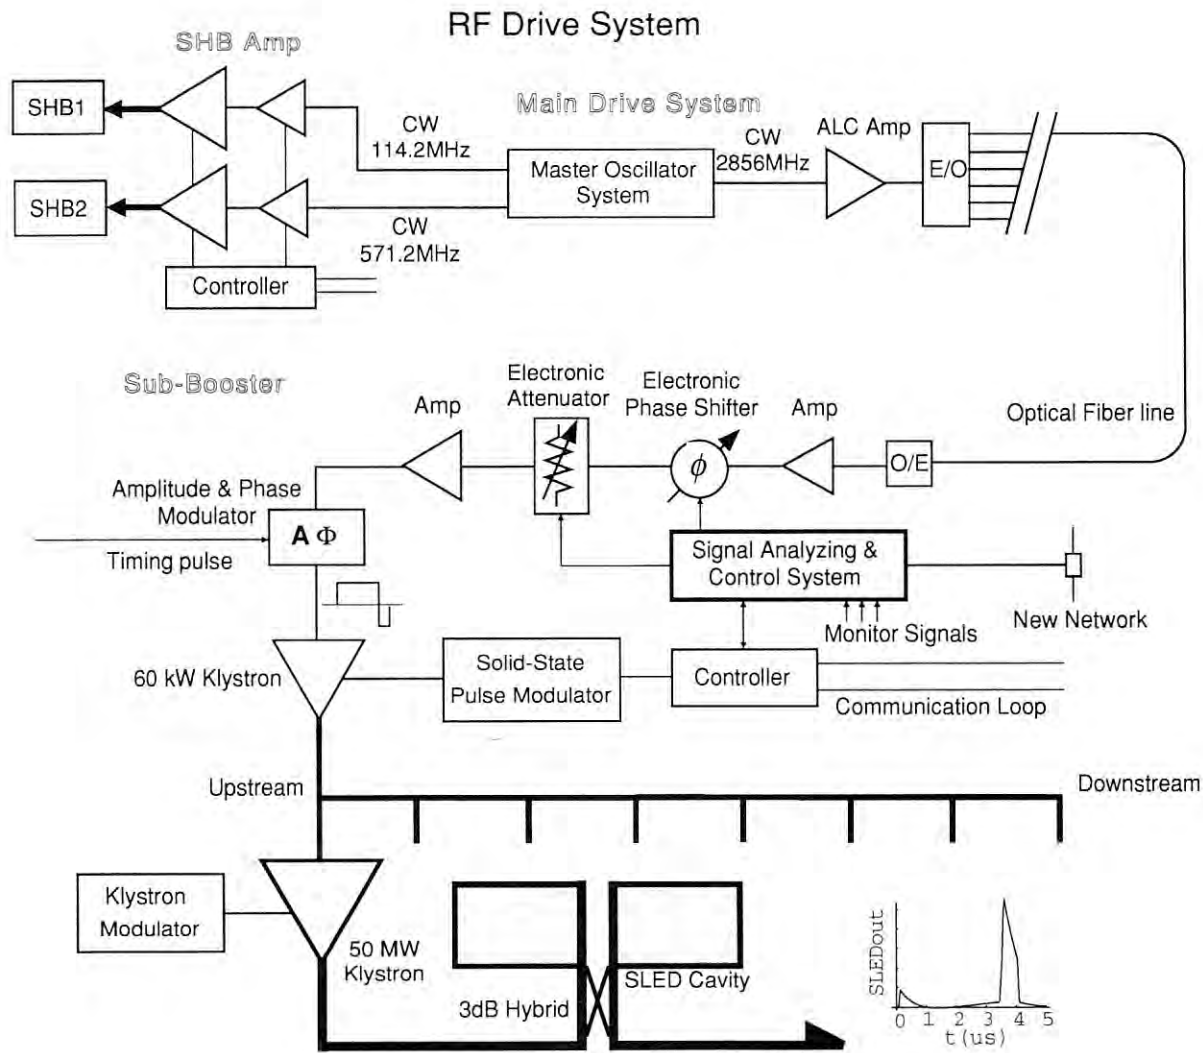 RF Drive System
SHB Amp
Main Drive System
SHB1
SHB2
CW
114.2MHz
CW
571.2MHz
Controller
Master Oscillator
System
CW
2856MHz
ALC Amp
E/O
Optical Fiber line
Sub-Booster
Amp
Electronic
Attenuator
Electronic
Phase Shifter
Amp
ϕ
O/E
Amplitude & Phase
Modulator
A Φ
Timing pulse
Signal Analyzing &
Control System
Monitor Signals
New Network
60 kW Klystron
Solid-State
Pulse Modulator
Controller
Communication Loop
Upstream
Downstream
Klystron
Modulator
50 MW
Klystron
3dB Hybrid
SLED Cavity
SLEDout
0 1 2 3 4 5
t(us)